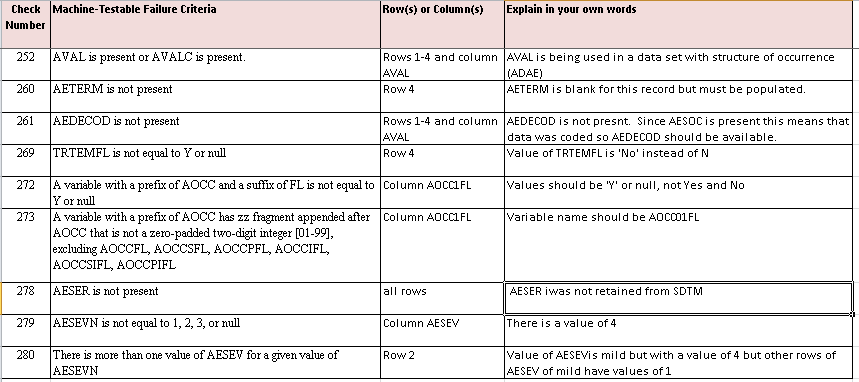 Check Machine-Testable Failure Criteria Row(s) or Column(s) Explain in your own words
Number
252 AVAL is present or AVALC is present. Rows 1-4 and column AVAL is being used in a data set with structure of occurrence
AVAL (ADAE)
260 AETERM is not present Row 4 AETERM is blank for this record but must be populated.
261 AEDECOD is not present Rows 1-4 and column AEDECOD is not presnt. Since AESOC is present this means that
AVAL data was coded so AEDECOD should be available.
269 TRTEMFL is not equal to Y or null Row 4 Value of TRTEMFL is 'No' instead of N
272 A variable with a prefix of AOCC and a suffix of FL is not equal to Column AOCC1FL Values should be 'Y' or null, not Yes and No
Y or null
273 A variable with a prefix of AOCC has zz fragment appended after Column AOCC1FL Variable name should be AOCC01FL
AOCC that is not a zero-padded two-digit integer [01-99],
excluding AOCCFL, AOCCSFL, AOCCPFL, AOCCIFL,
AOCCSIFL, AOCCPIFL
278 AESER is not present all rows AESER iwas not retained from SDTM
279 AESEVN is not equal to 1, 2, 3, or null Column AESEV There is a value of 4
280 There is more than one value of AESEV for a given value of Row 2 Value of AESEVis mild but with a value of 4 but other rows of
AESEVN AESEV of mild have values of 1